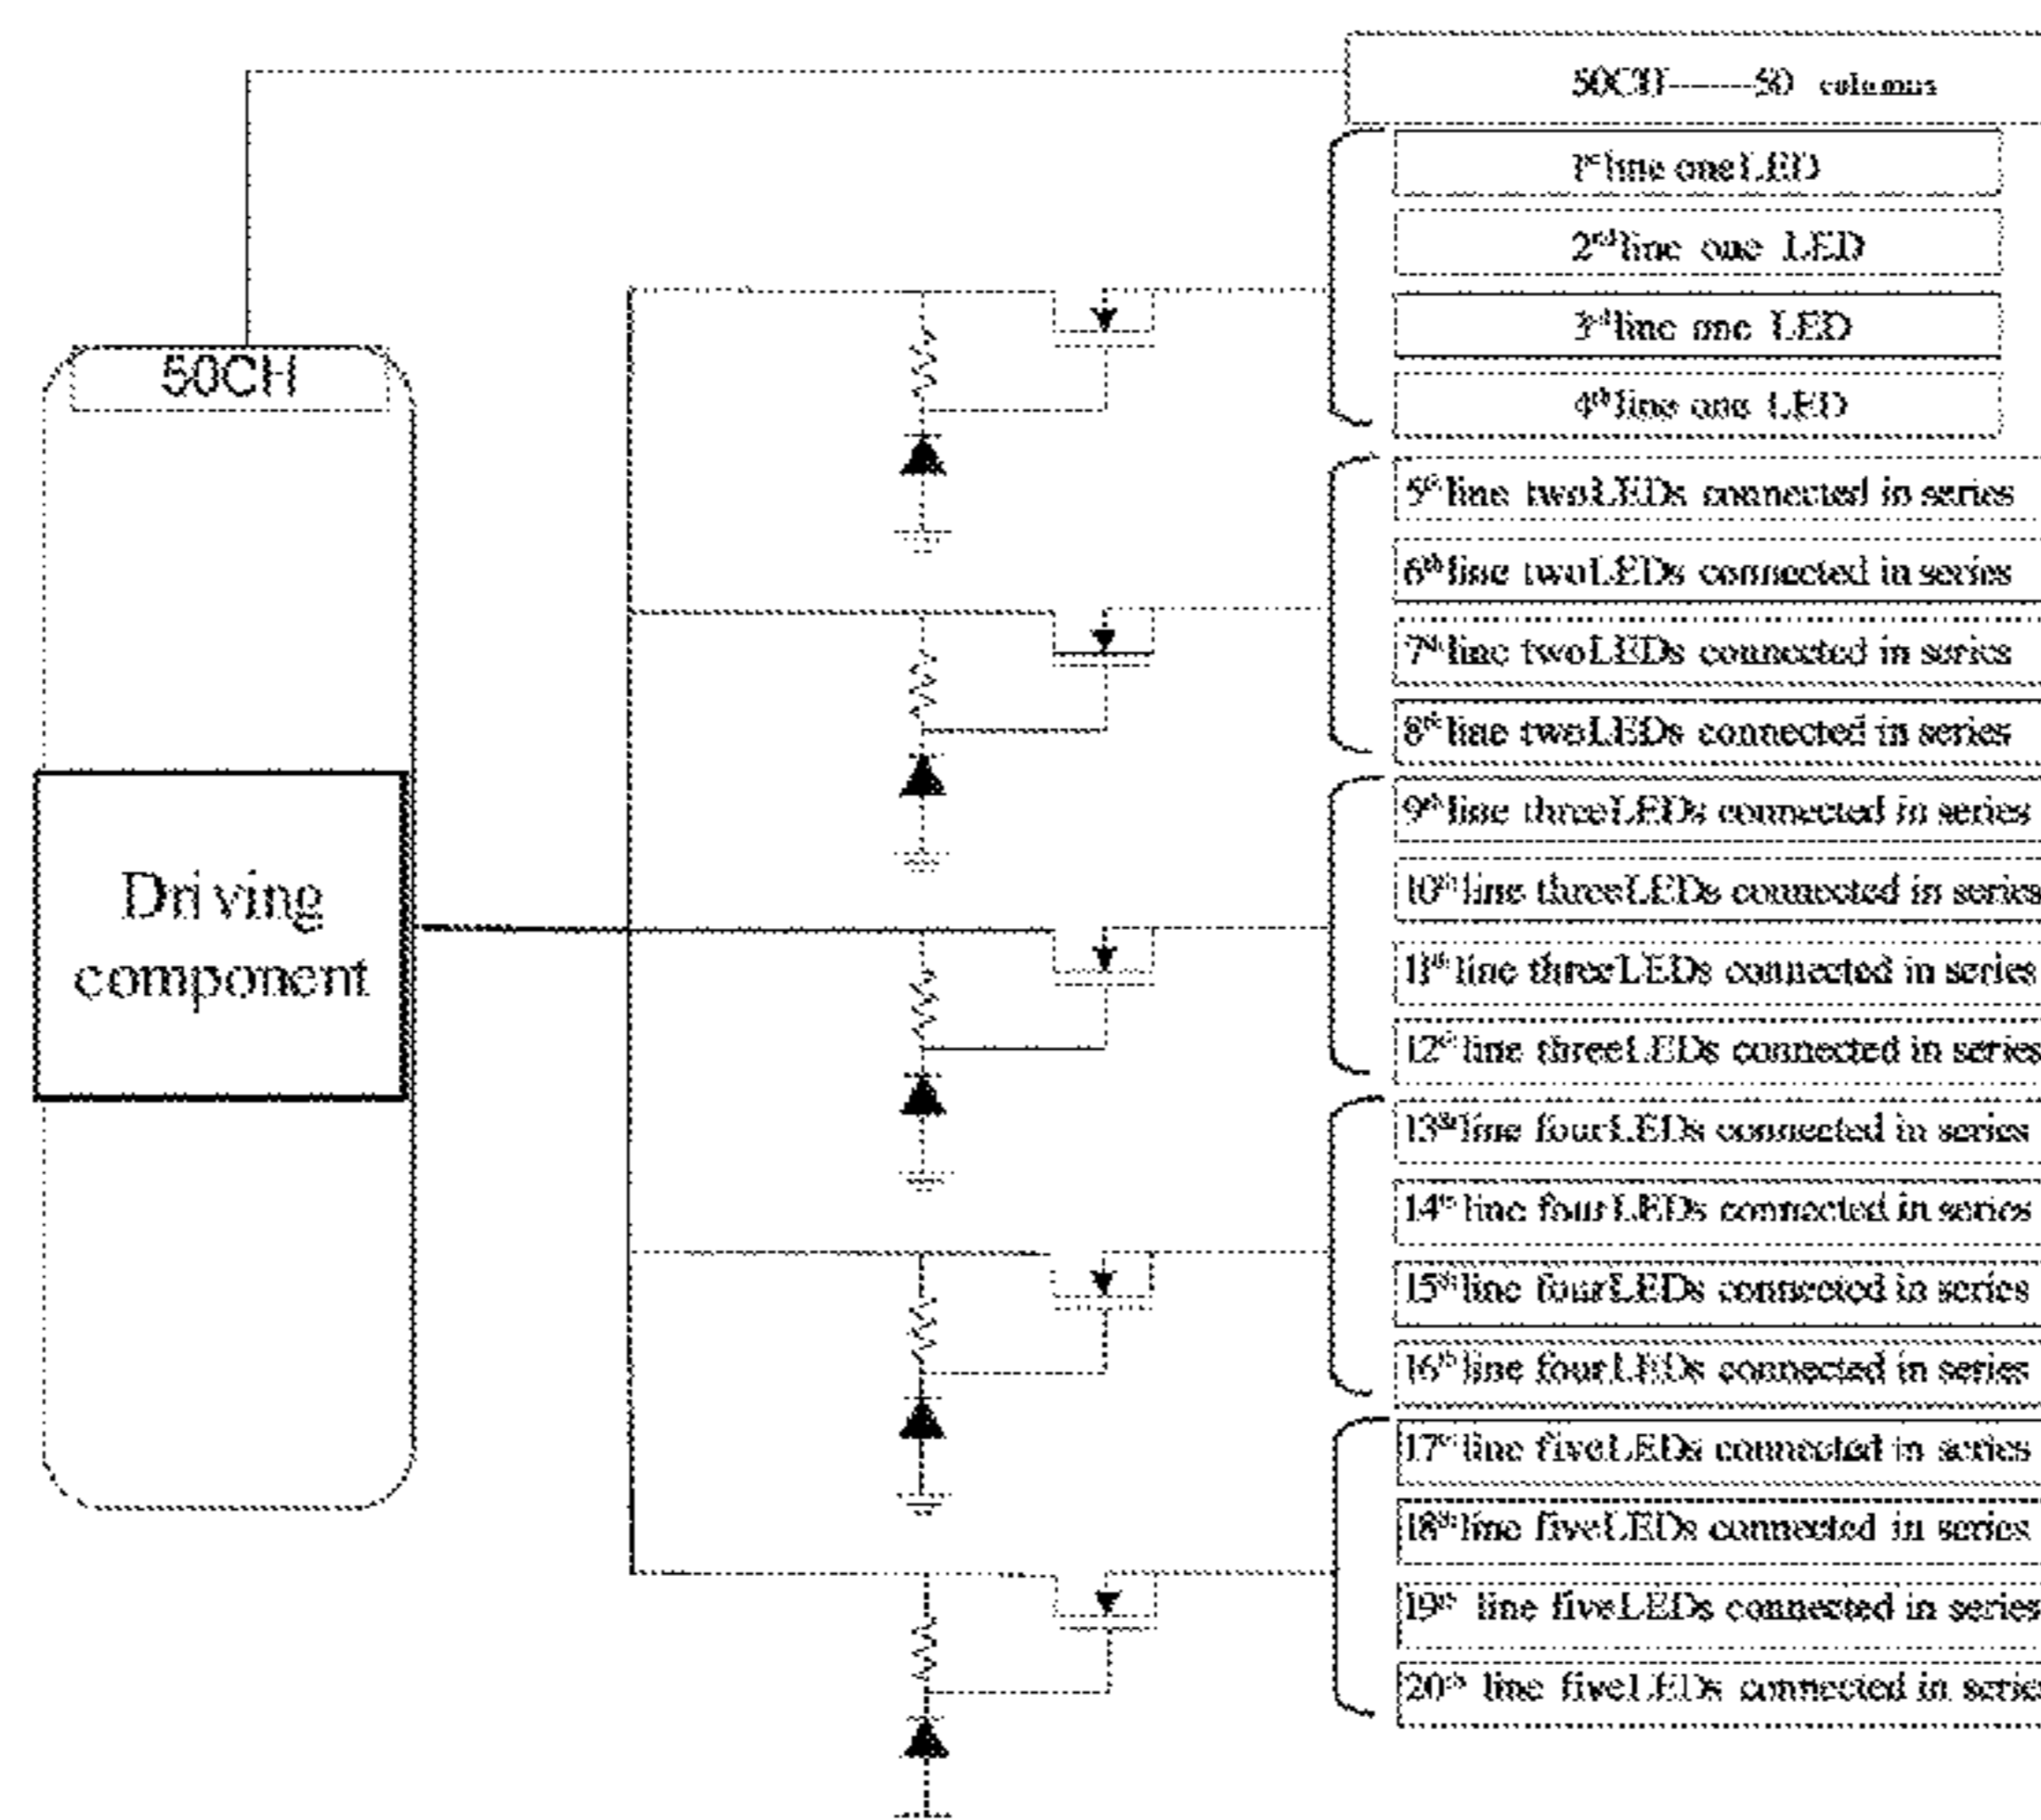 50CH-------50 columns
1st line one LED
2nd line one LED
3rd line one LED
4th line one LED
50CH
5th line two LEDs connected in series
6th line two LEDs connected in series
7th line two LEDs connected in series
8th line two LEDs connected in series
9th line three LEDs connected in series
10th line three LEDs connected in series
11th line three LEDs connected in series
12th line three LEDs connected in series
Driving
component
13th line four LEDs connected in series
14th line four LEDs connected in series
15th line four LEDs connected in series
16th line four LEDs connected in series
17th line five LEDs connected in series
18th line five LEDs connected in series
19th line five LEDs connected in series
20th line five LEDs connected in series